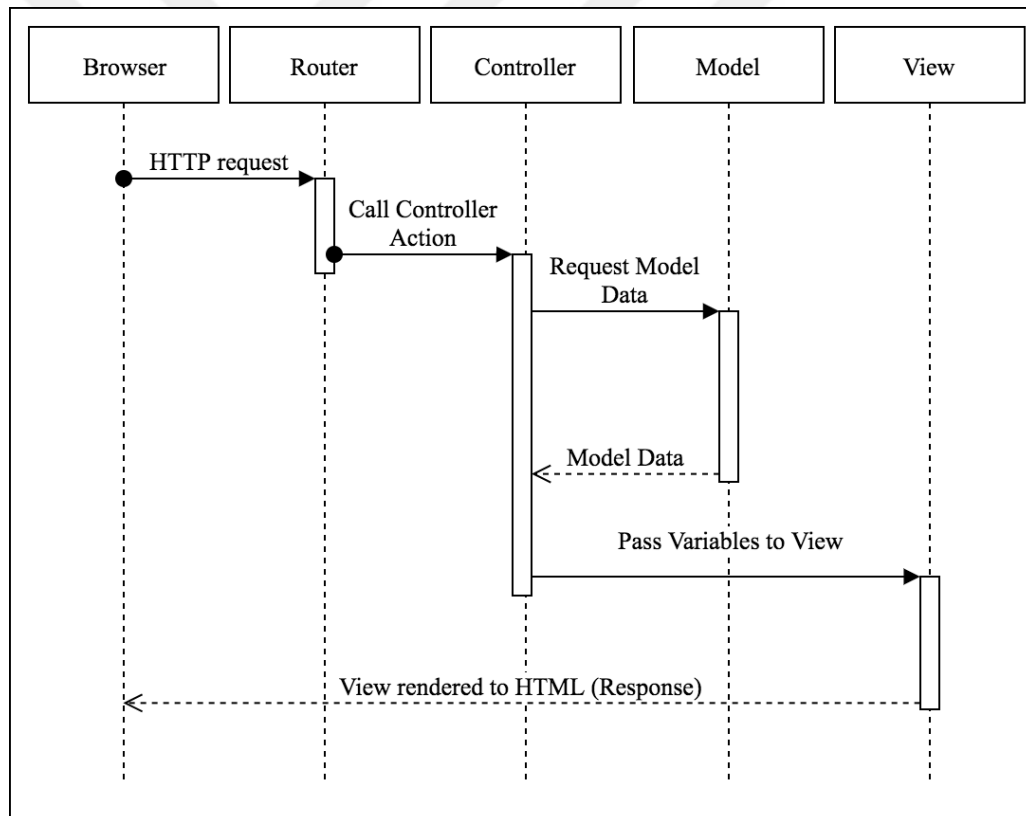 Browser
Router
Controller
Model
View
HTTP request
Call Controller
Action
Request Model
Data
Model Data
Pass Variables to View
View rendered to HTML (Response)